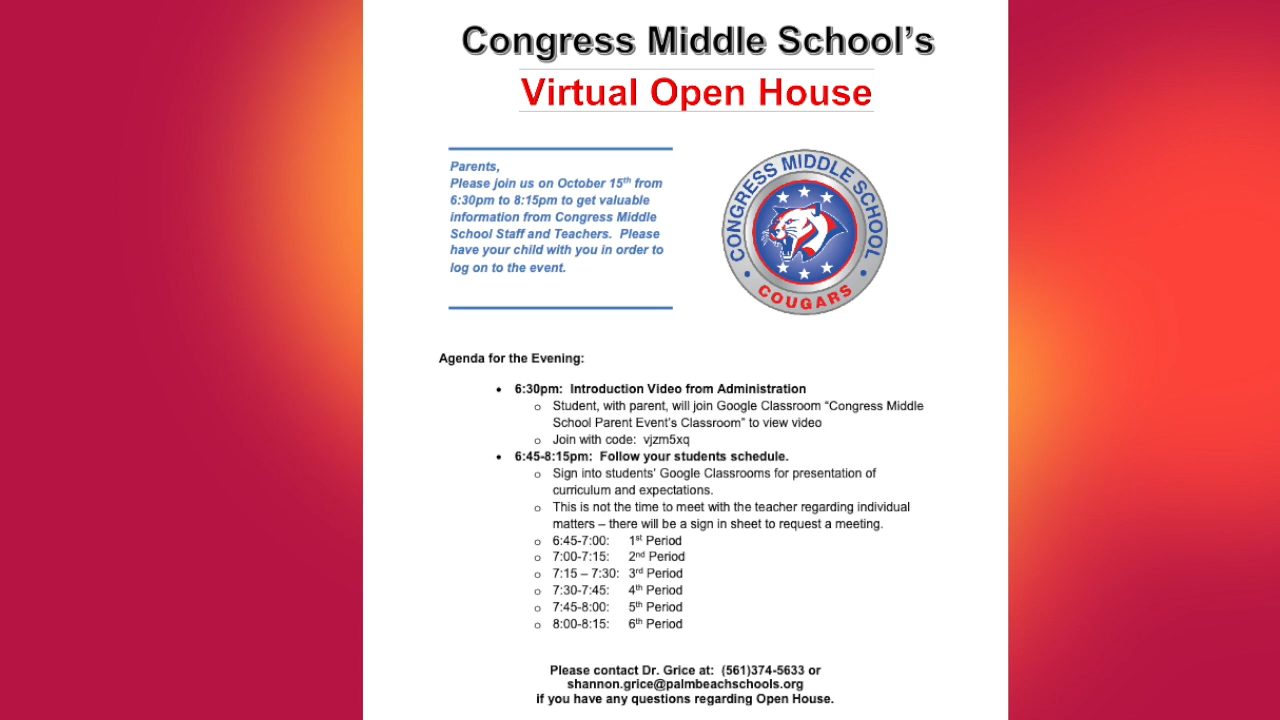 Congress Middle School's
Virtual Open House
Parents,
Please join us on October 15th from
6:30pm to 8:15pm to get valuable
information from Congress Middle
School Staff and Teachers.  Please
have your child with you in order to
log on to the event.
CONGRESS MIDDLE SCHOOL
COUGARS
Agenda for the Evening:
• 6:30pm:  Introduction Video from Administration
o Student, with parent, will join Google Classroom “Congress Middle
School Parent Event's Classroom” to view video
o Join with code:  vjzm5xq
• 6:45-8:15pm:  Follow your students schedule.
o Sign into students' Google Classrooms for presentation of
curriculum and expectations.
o This is not the time to meet with the teacher regarding individual
matters – there will be a sign in sheet to request a meeting.
o 6:45-7:00: 1st Period
o 7:00-7:15: 2nd Period
o 7:15 – 7:30: 3rd Period
o 7:30-7:45: 4th Period
o 7:45-8:00: 5th Period
o 8:00-8:15: 6th Period
Please contact Dr. Grice at:  (561)374-5633 or
shannon.grice@palmbeachschools.org
if you have any questions regarding Open House.